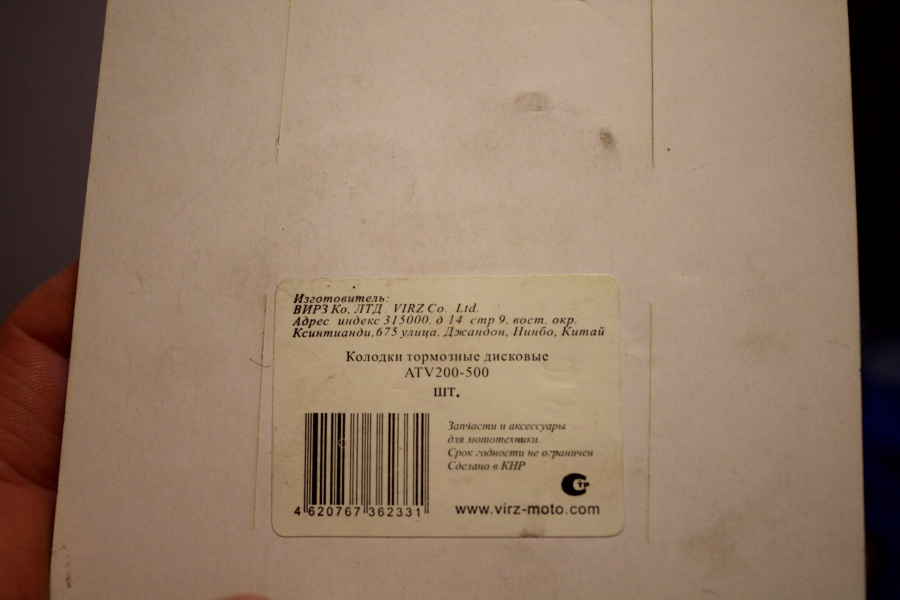 Изготовитель:
ВИРЗ Ко, ЛТД VIRZ Co. Ltd.
Адрес индекс 315000, д 14 стр 9, вост. окр.
Ксинтианди, 675 улица, Джандон, Нинбо, Китай
Колодки тормозные дисковые
ATV200-500
шт.
Запчасти и аксессуары
для мототехники.
Срок годности не ограничен
Сделано в КНР
СТР
4 620767 362331
www.virz-moto.com